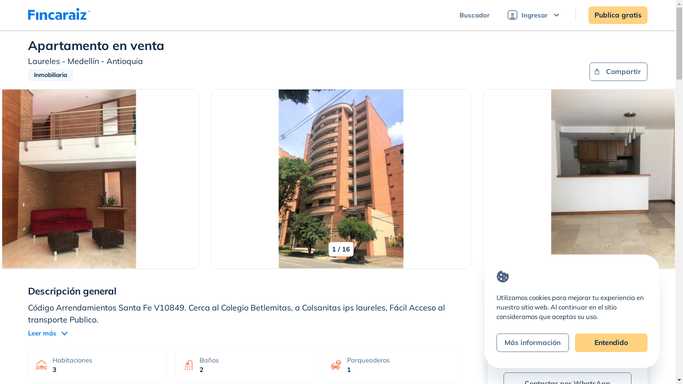 Fincaraiz
Buscador
Ingresar
Publica gratis
Apartamento en venta
Laureles - Medellín - Antioquia
Inmobiliaria
Compartir
1 / 16
Descripción general
Código Arrendamientos Santa Fe V10849. Cerca al Colegio Betlemitas, a Colsanitas ips laureles, Fácil Acceso al
transporte Publico.
Leer más
Habitaciones
3
Baños
2
Parqueaderos
1
Utilizamos cookies para mejorar tu experiencia en
nuestro sitio web. Al continuar en el sitio
consideramos que aceptas su uso.
Más información
Entendido
Contactar por WhatsApp